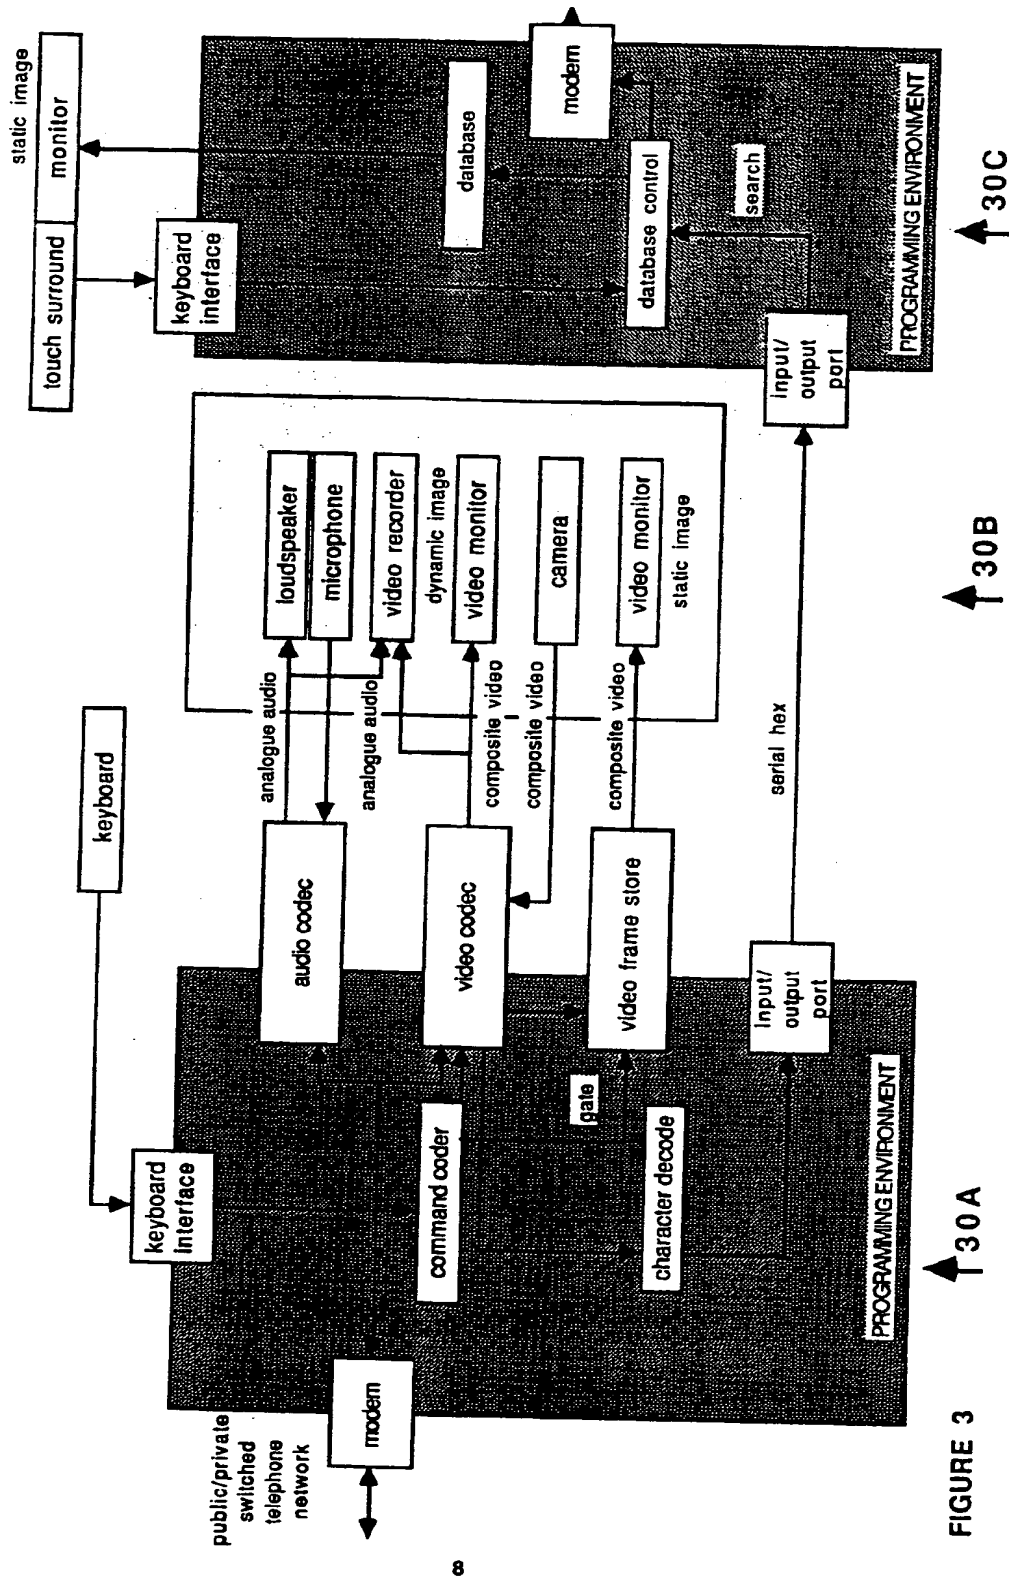 public/private
switched
telephone
network
modem
keyboard
keyboard
interface
command coder
character decode
gate
audio codec
video codec
video frame store
input/
output
port
PROGRAMMING ENVIRONMENT
30A
analogue audio
analogue audio
composite video
composite video
composite video
serial hex
loudspeaker
microphone
video recorder
dynamic image
video monitor
camera
video monitor
static image
30B
static image
touch surround
monitor
keyboard
interface
database
modem
database control
search
input/
output
port
PROGRAMMING ENVIRONMENT
30C
FIGURE 3
8